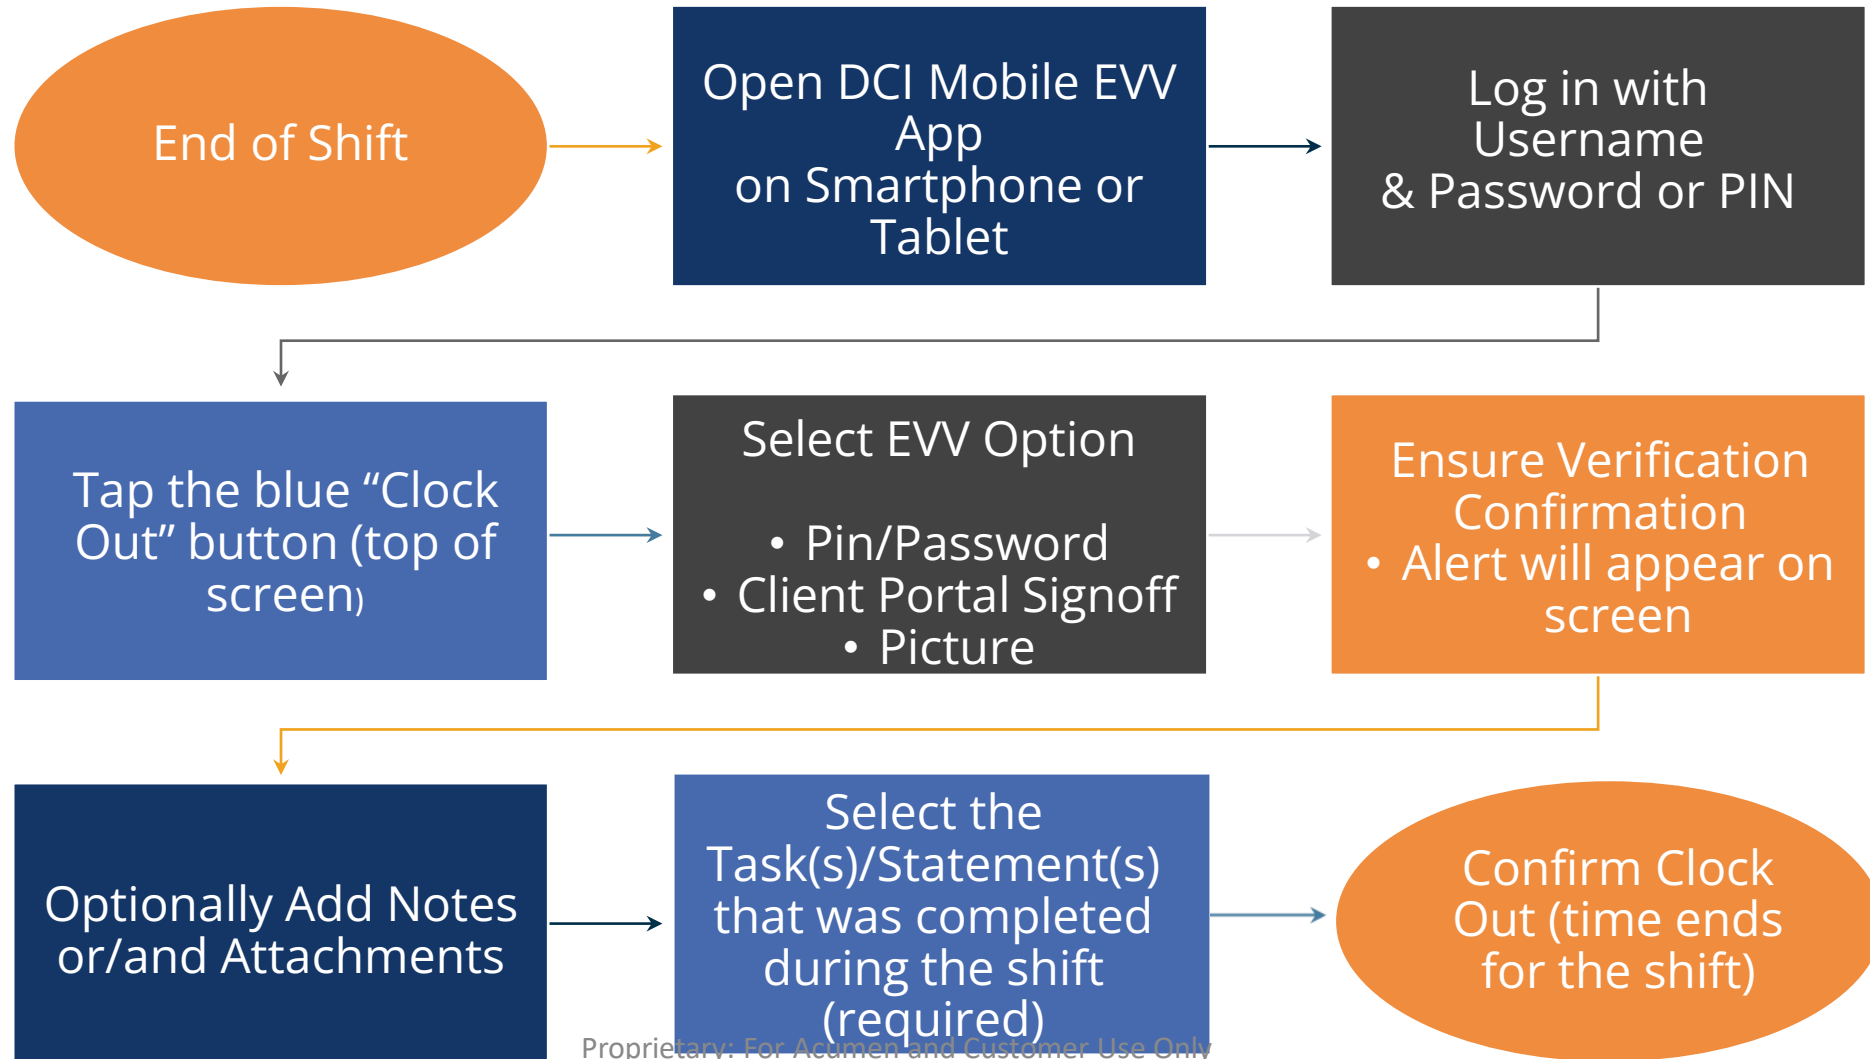 End of Shift
Open DCI Mobile EVV
App
on Smartphone or
Tablet
Log in with
Username
& Password or PIN
Tap the blue “Clock
Out” button (top of
screen)
Select EVV Option
• Pin/Password
• Client Portal Signoff
• Picture
Ensure Verification
Confirmation
• Alert will appear on
screen
Optionally Add Notes
or/and Attachments
Select the
Task(s)/Statement(s)
that was completed
during the shift
(required)
Confirm Clock
Out (time ends
for the shift)
Proprietary: For Acumen and Customer Use Only